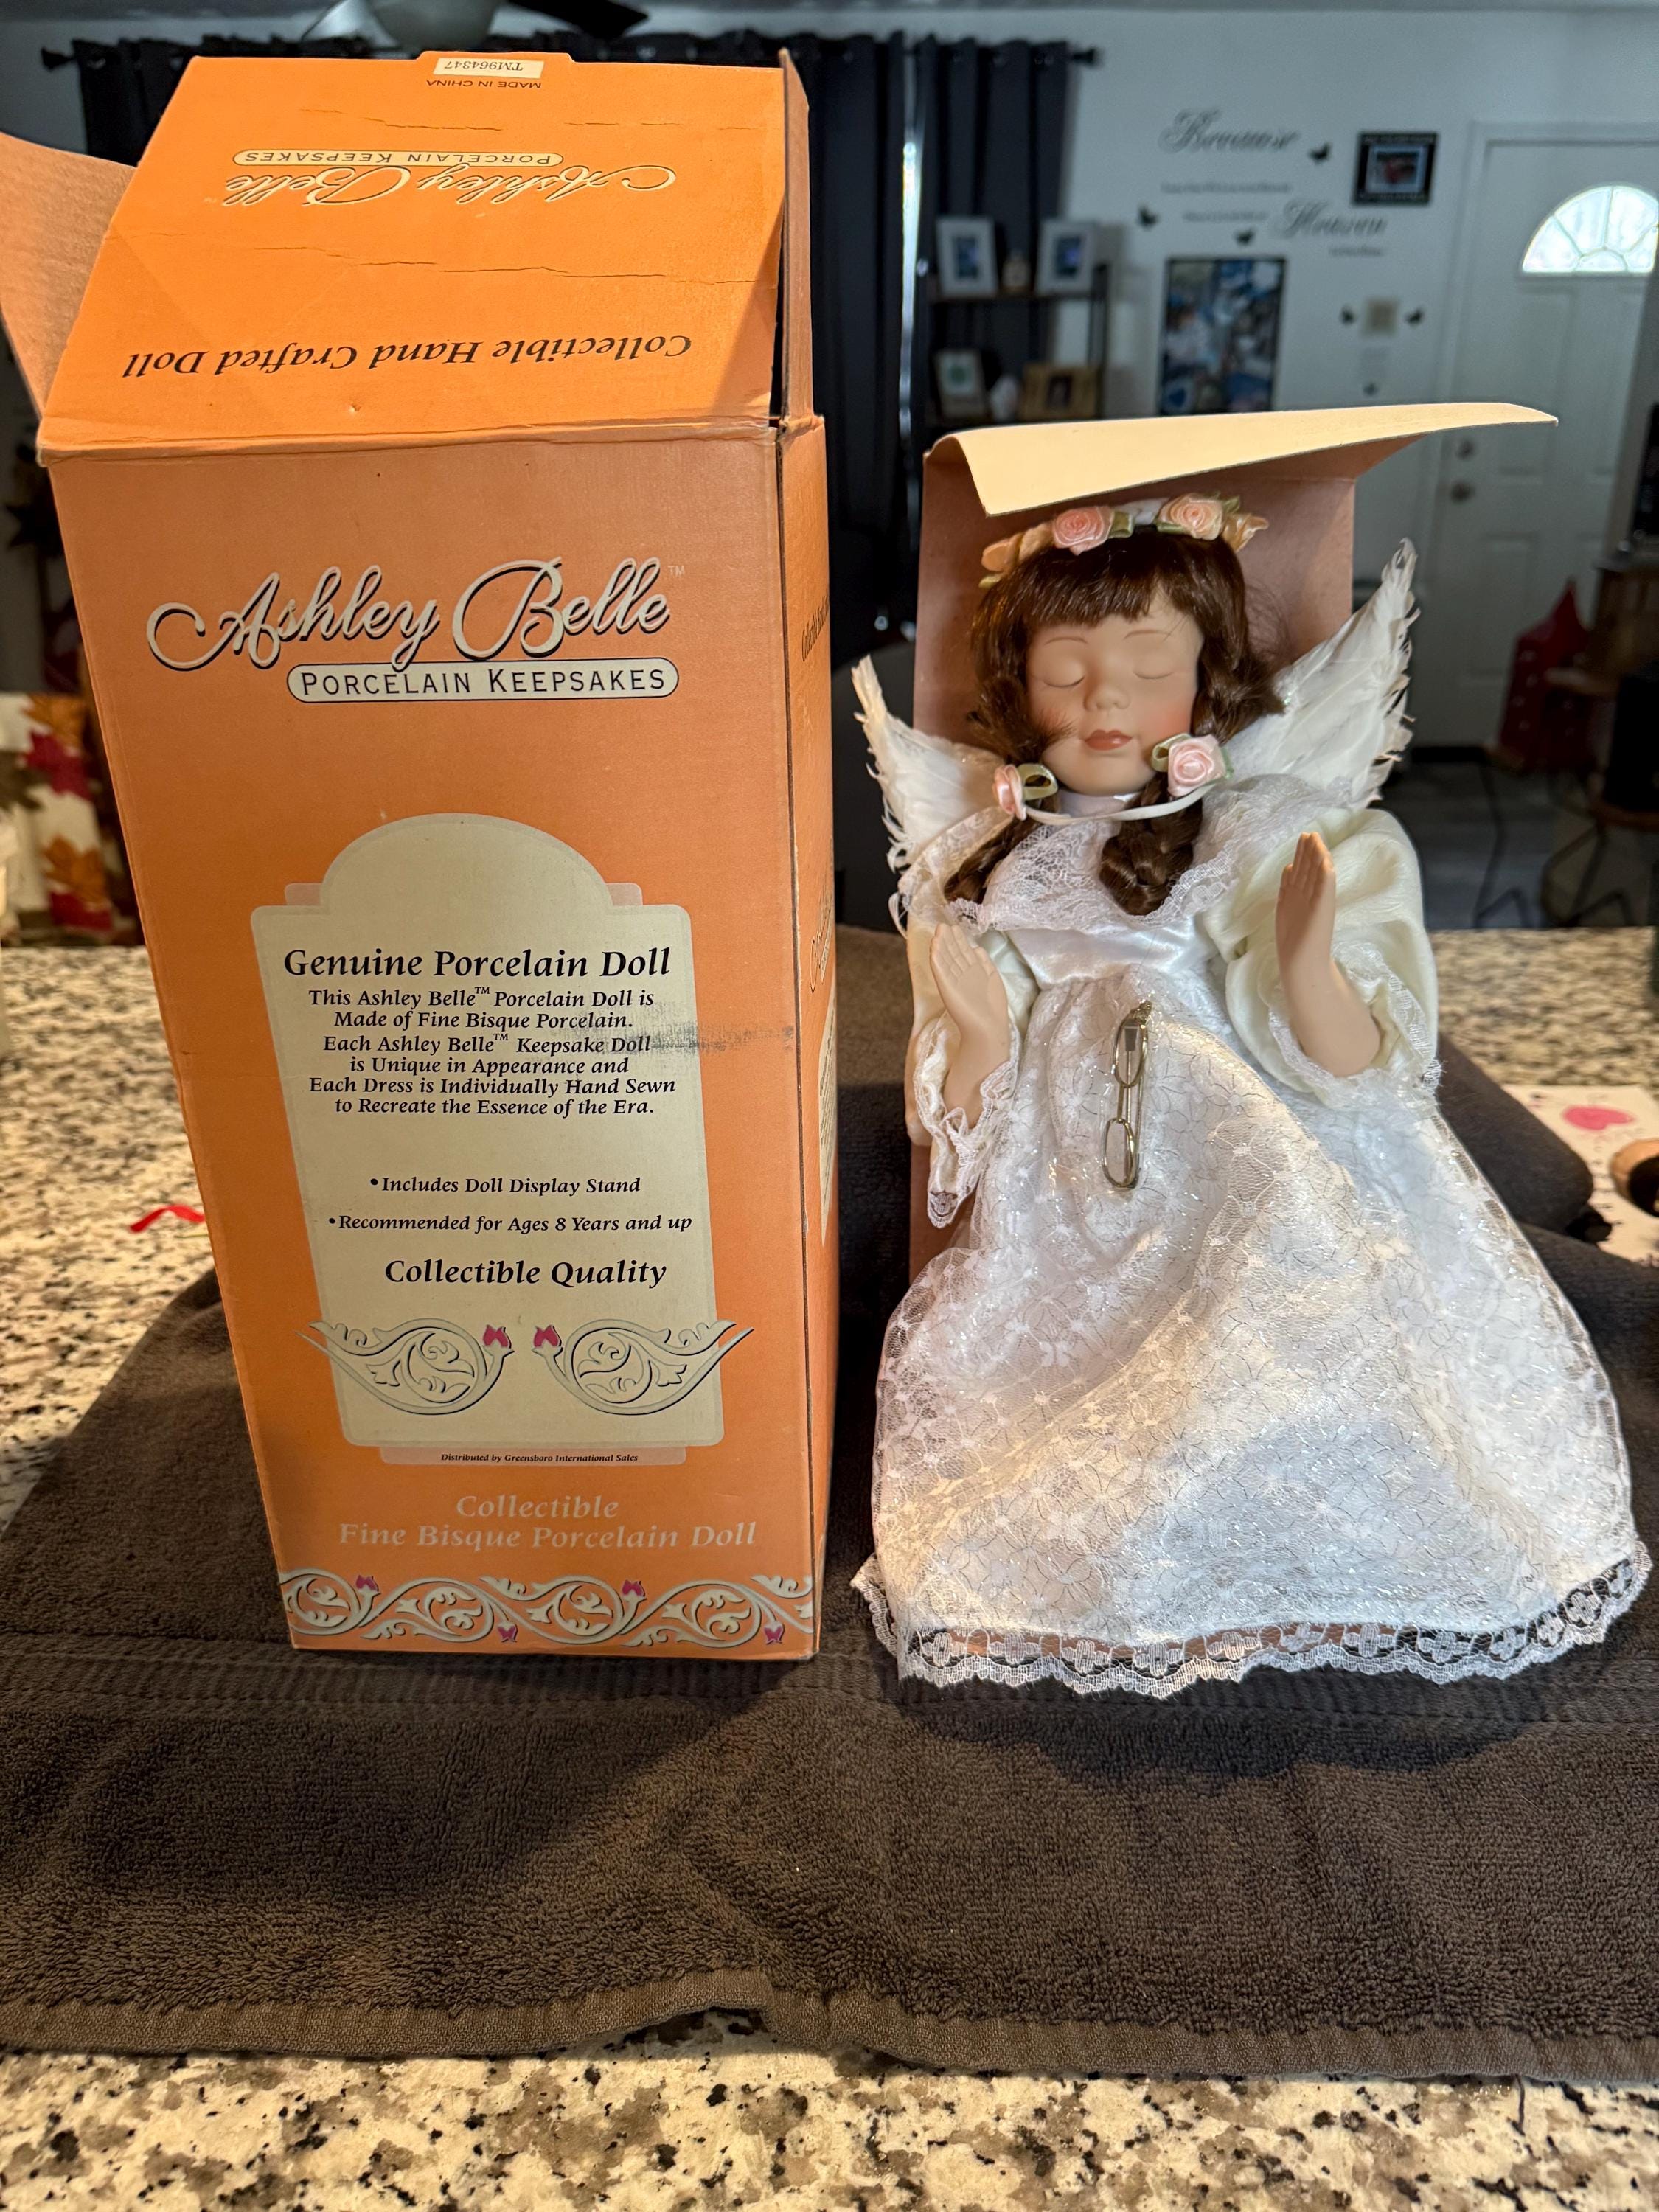 TM964347
MADE IN CHINA
Ashley Belle™
PORCELAIN KEEPSAKES
Collectible Hand Crafted Doll
Ashley Belle™
PORCELAIN KEEPSAKES
Genuine Porcelain Doll
This Ashley Belle™ Porcelain Doll is
Made of Fine Bisque Porcelain.
Each Ashley Belle™ Keepsake Doll
is Unique in Appearance and
Each Dress is Individually Hand Sewn
to Recreate the Essence of the Era.
•Includes Doll Display Stand
•Recommended for Ages 8 Years and up
Collectible Quality
Distributed by Greensboro International Sales
Collectible
Fine Bisque Porcelain Doll
Because
Heaven